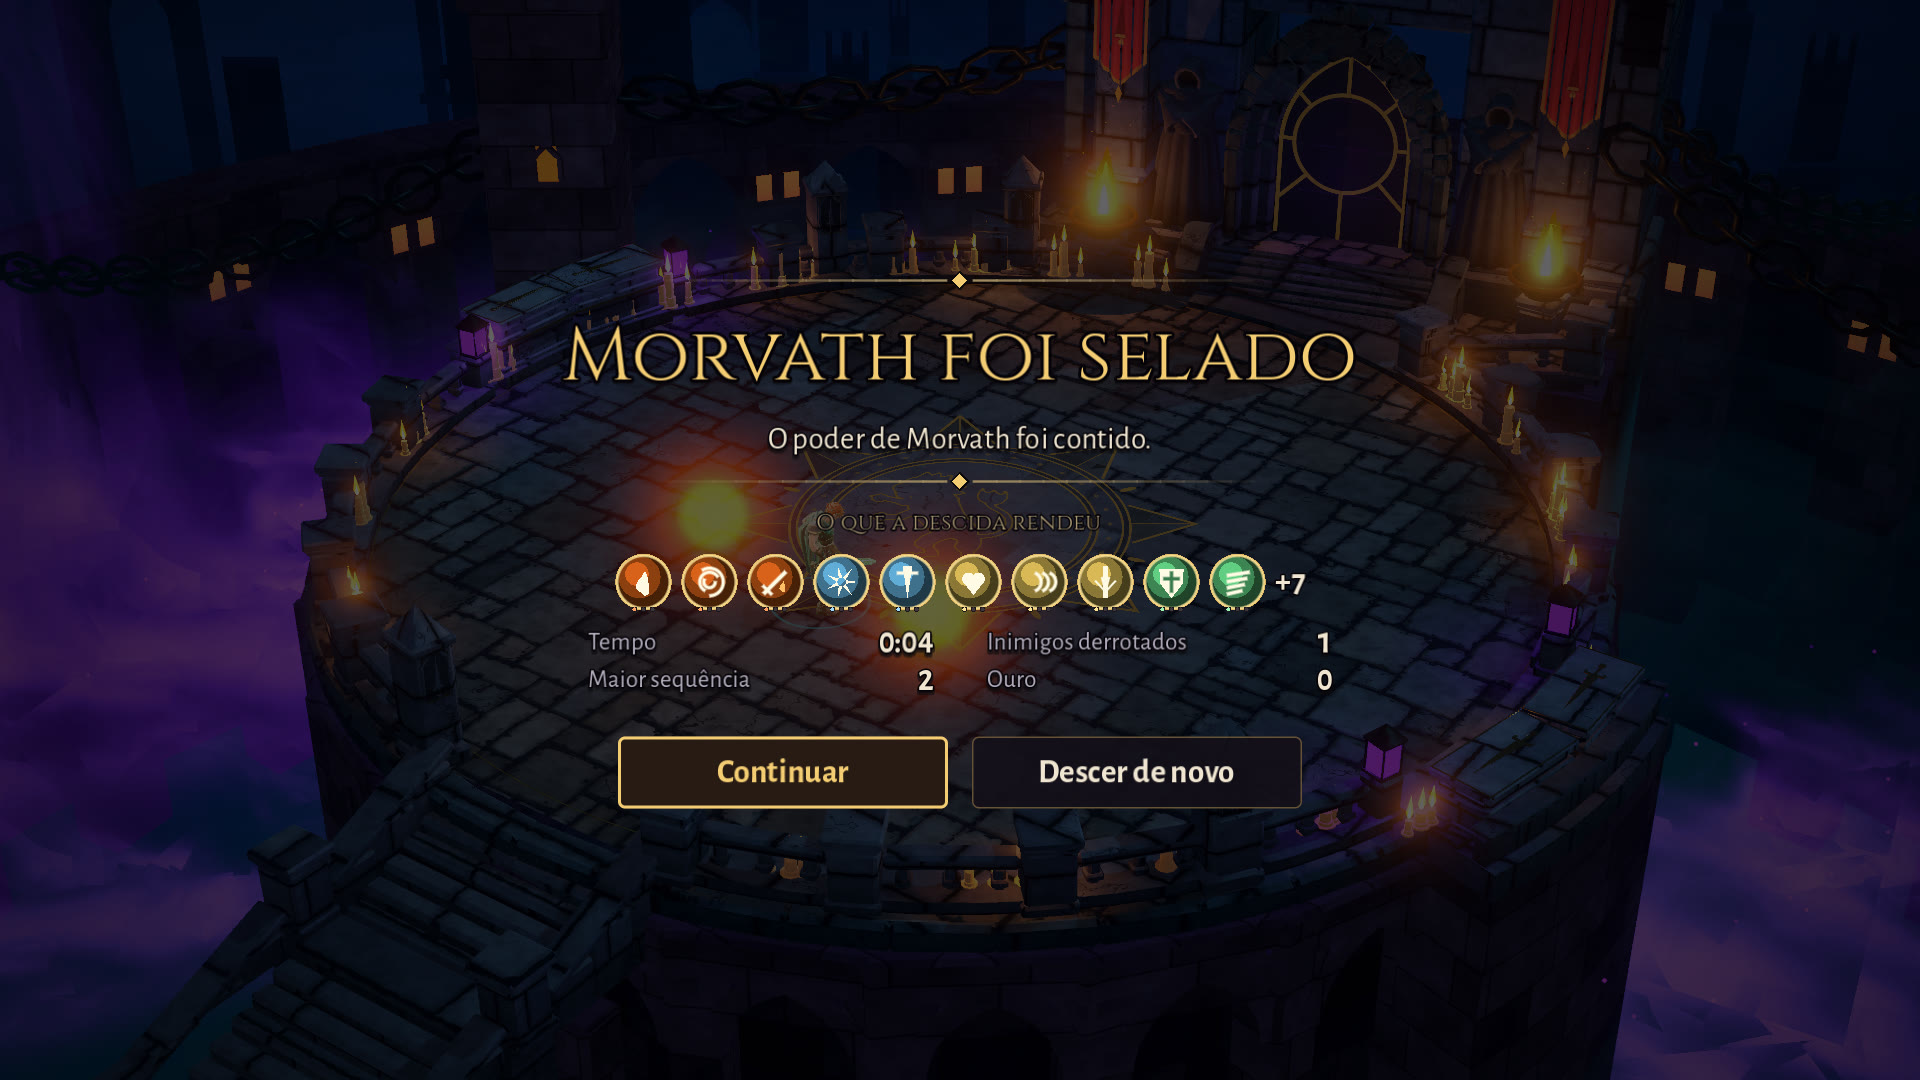 Morvath foi selado
O poder de Morvath foi contido.
O que a descida rendeu
+7
Tempo 0:04 Inimigos derrotados 1
Maior sequência 2 Ouro 0
Continuar Descer de novo